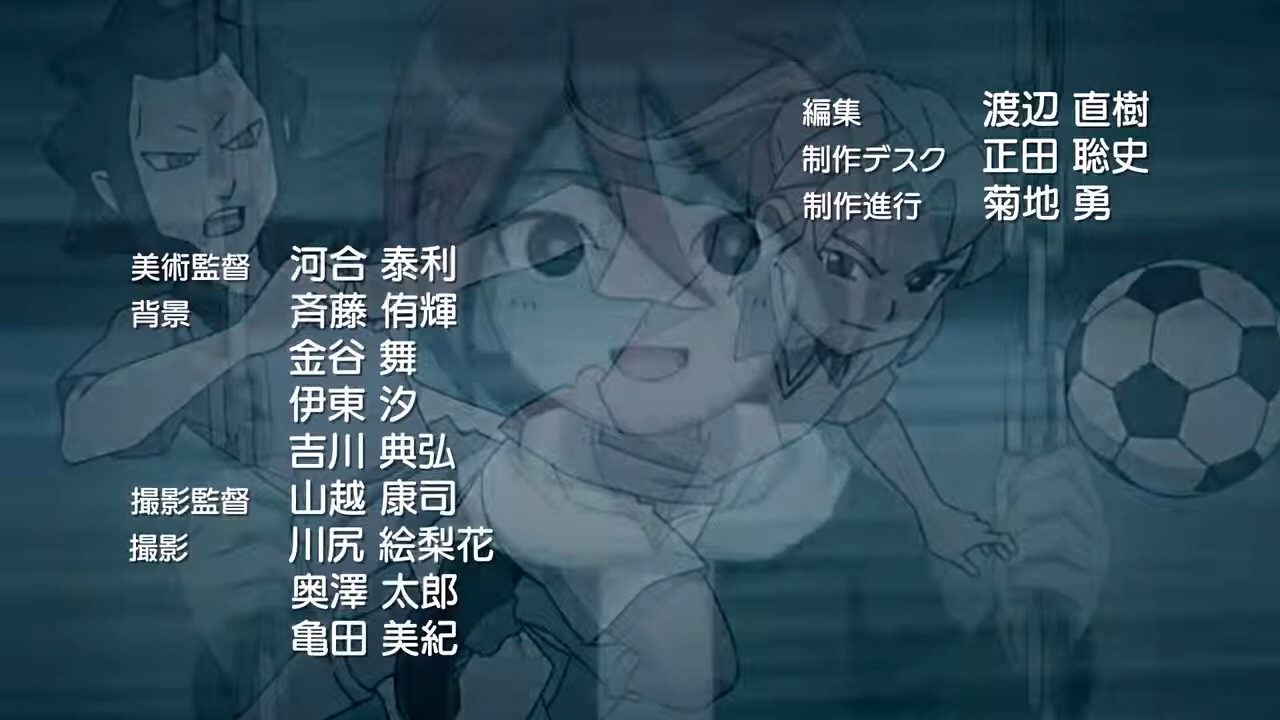 編集 渡辺 直樹
制作デスク 正田 聡史
制作進行 菊地 勇
美術監督 河合 泰利
背景 斉藤 侑輝
金谷 舞
伊東 汐
吉川 典弘
撮影監督 山越 康司
撮影 川尻 絵梨花
奥澤 太郎
亀田 美紀